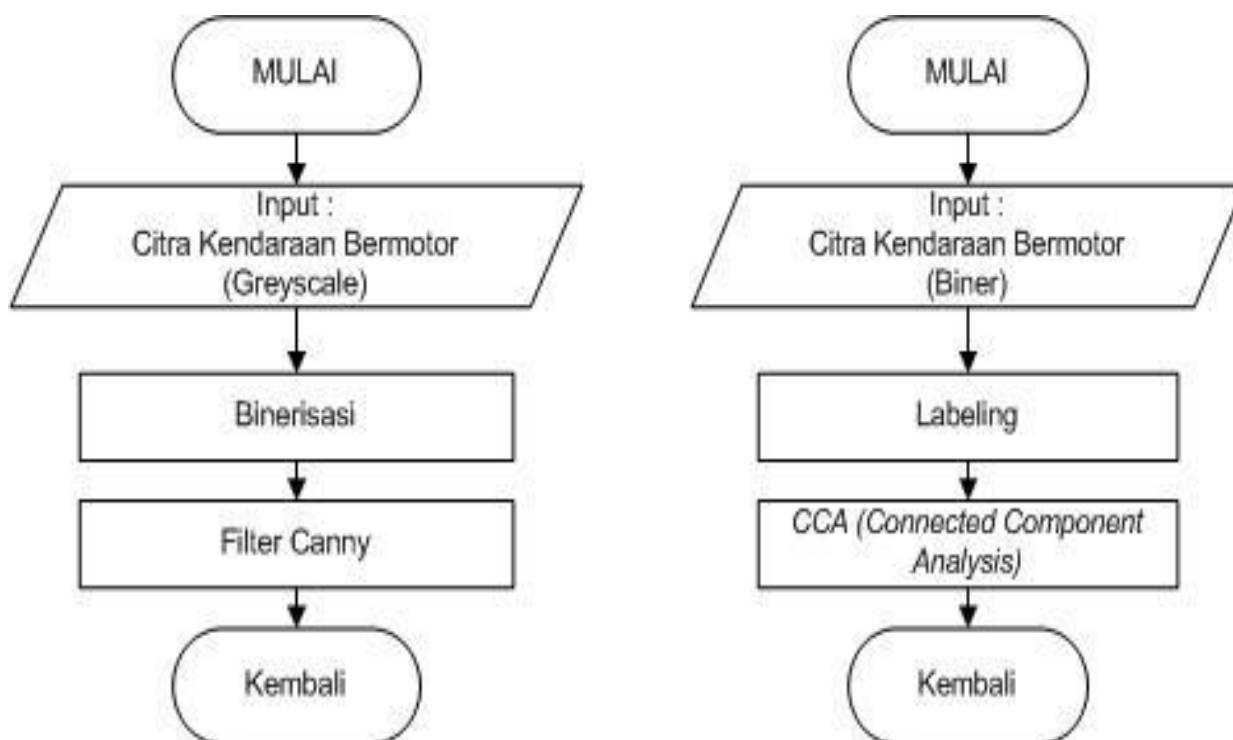 MULAI
Input :
Citra Kendaraan Bermotor
(Greyscale)
Binerisasi
Filter Canny
Kembali
MULAI
Input :
Citra Kendaraan Bermotor
(Biner)
Labeling
CCA (Connected Component
Analysis)
Kembali